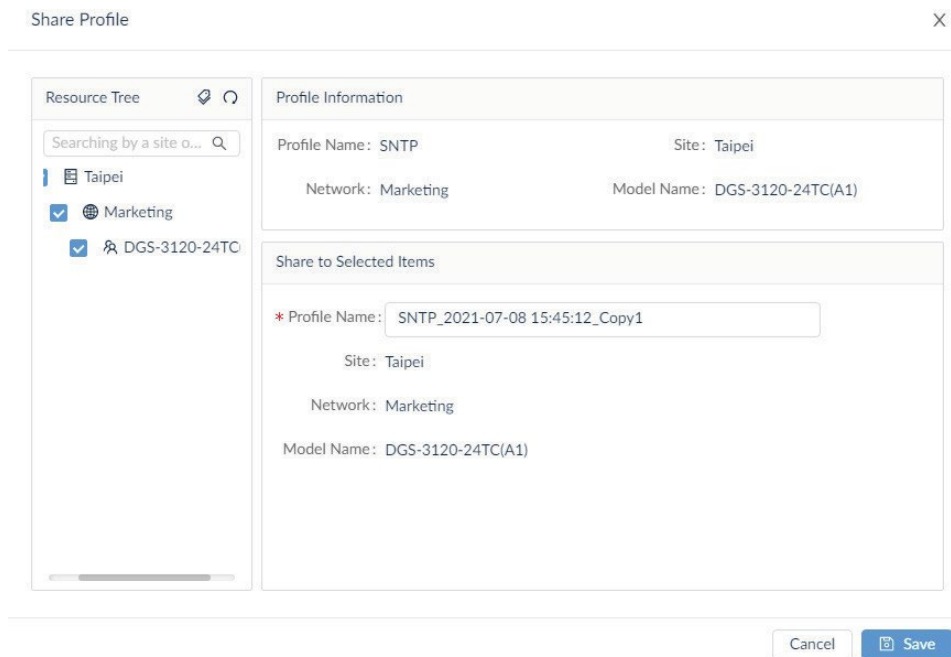 Share Profile
Resource Tree
Searching by a site o...
Taipei
Marketing
DGS-3120-24TC
Profile Information
Profile Name: SNTP
Site: Taipei
Network: Marketing
Model Name: DGS-3120-24TC(A1)
Share to Selected Items
* Profile Name: SNTP_2021-07-08 15:45:12_Copy1
Site: Taipei
Network: Marketing
Model Name: DGS-3120-24TC(A1)
Cancel
Save